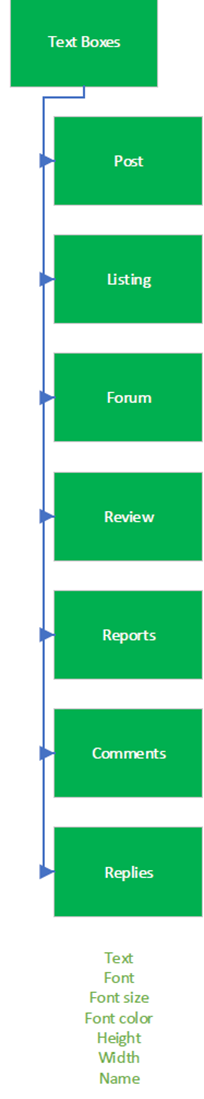 Text Boxes
Post
Listing
Forum
Review
Reports
Comments
Replies
Text
Font
Font size
Font color
Height
Width
Name